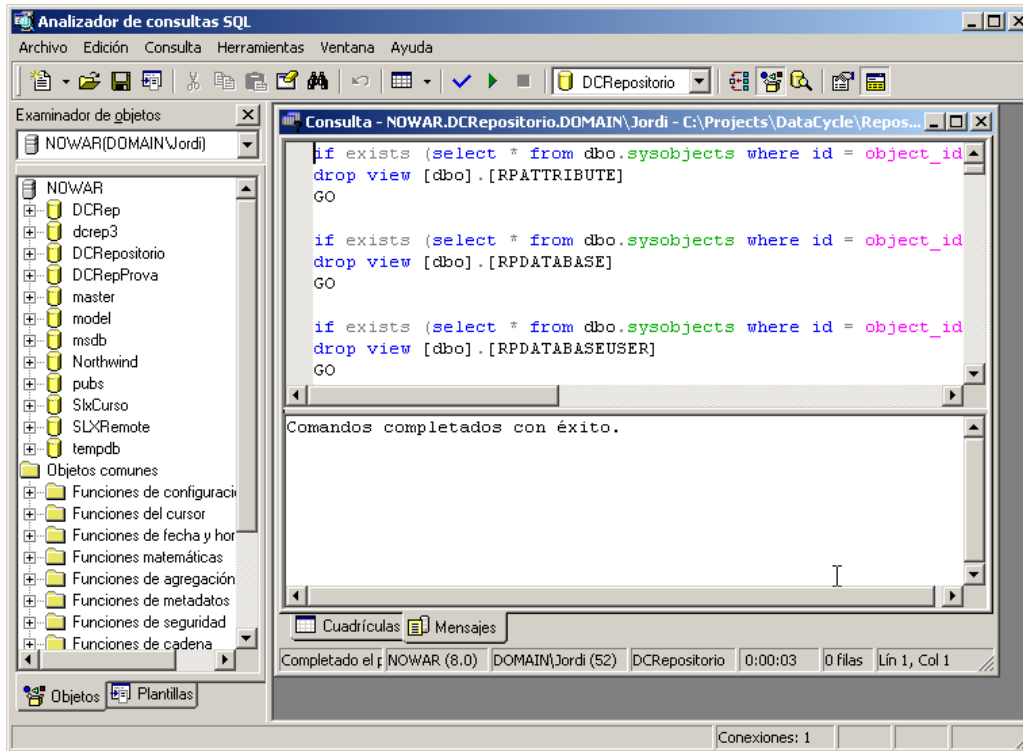 Analizador de consultas SQL
Archivo Edición Consulta Herramientas Ventana Ayuda
DCRepositorio
Examinador de objetos
NOWAR(DOMAIN\Jordi)
NOWAR
DCRep
dcrep3
DCRepositorio
DCRepProva
master
model
msdb
Northwind
pubs
SlxCurso
SLXRemote
tempdb
Objetos comunes
Funciones de configuraci
Funciones del cursor
Funciones de fecha y hor
Funciones matemáticas
Funciones de agregación
Funciones de metadatos
Funciones de seguridad
Funciones de cadena
Objetos Plantillas
Consulta - NOWAR.DCRepositorio.DOMAIN\Jordi - C:\Projects\DataCycle\Repos...
if exists (select * from dbo.sysobjects where id = object_id
drop view [dbo].[RPATTRIBUTE]
GO
if exists (select * from dbo.sysobjects where id = object_id
drop view [dbo].[RPDATABASE]
GO
if exists (select * from dbo.sysobjects where id = object_id
drop view [dbo].[RPDATABASEUSER]
GO
Comandos completados con éxito.
Cuadrículas Mensajes
Completado el p NOWAR (8.0) DOMAIN\Jordi (52) DCRepositorio 0:00:03 0 filas Lín 1, Col 1
Conexiones: 1